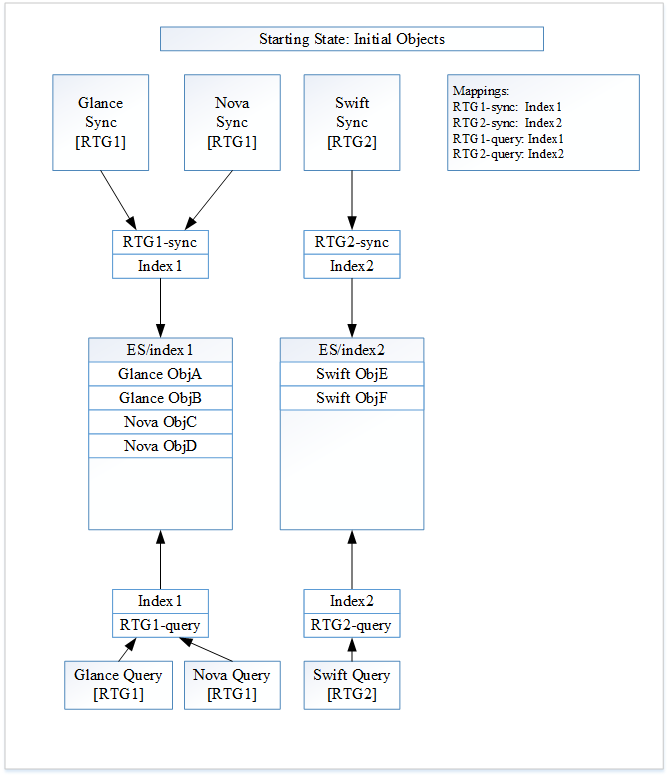 Starting State: Initial Objects
Glance
Sync
[RTG1]
Nova
Sync
[RTG1]
Swift
Sync
[RTG2]
Mappings:
RTG1-sync:  Index1
RTG2-sync:  Index2
RTG1-query: Index1
RTG2-query: Index2
RTG1-sync
Index1
RTG2-sync
Index2
ES/index1
Glance ObjA
Glance ObjB
Nova ObjC
Nova ObjD
ES/index2
Swift ObjE
Swift ObjF
Index1
RTG1-query
Index2
RTG2-query
Glance Query
[RTG1]
Nova Query
[RTG1]
Swift Query
[RTG2]